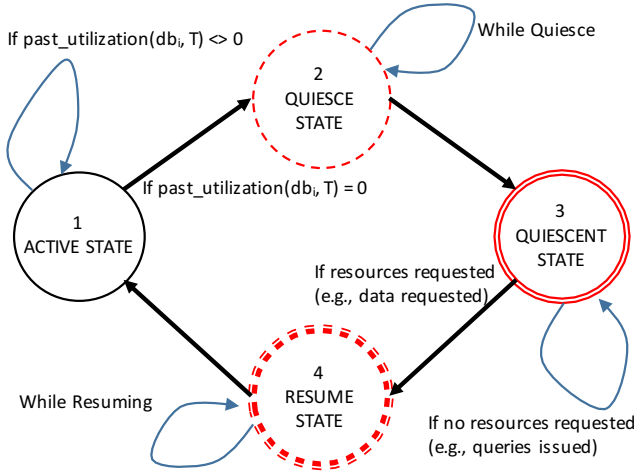 If past_utilization(dbᵢ, T) <> 0
While Quiesce
2
QUIESCE
STATE
If past_utilization(dbᵢ, T) = 0
1
ACTIVE STATE
3
QUIESCENT
STATE
If resources requested
(e.g., data requested)
4
RESUME
STATE
While Resuming
If no resources requested
(e.g., queries issued)